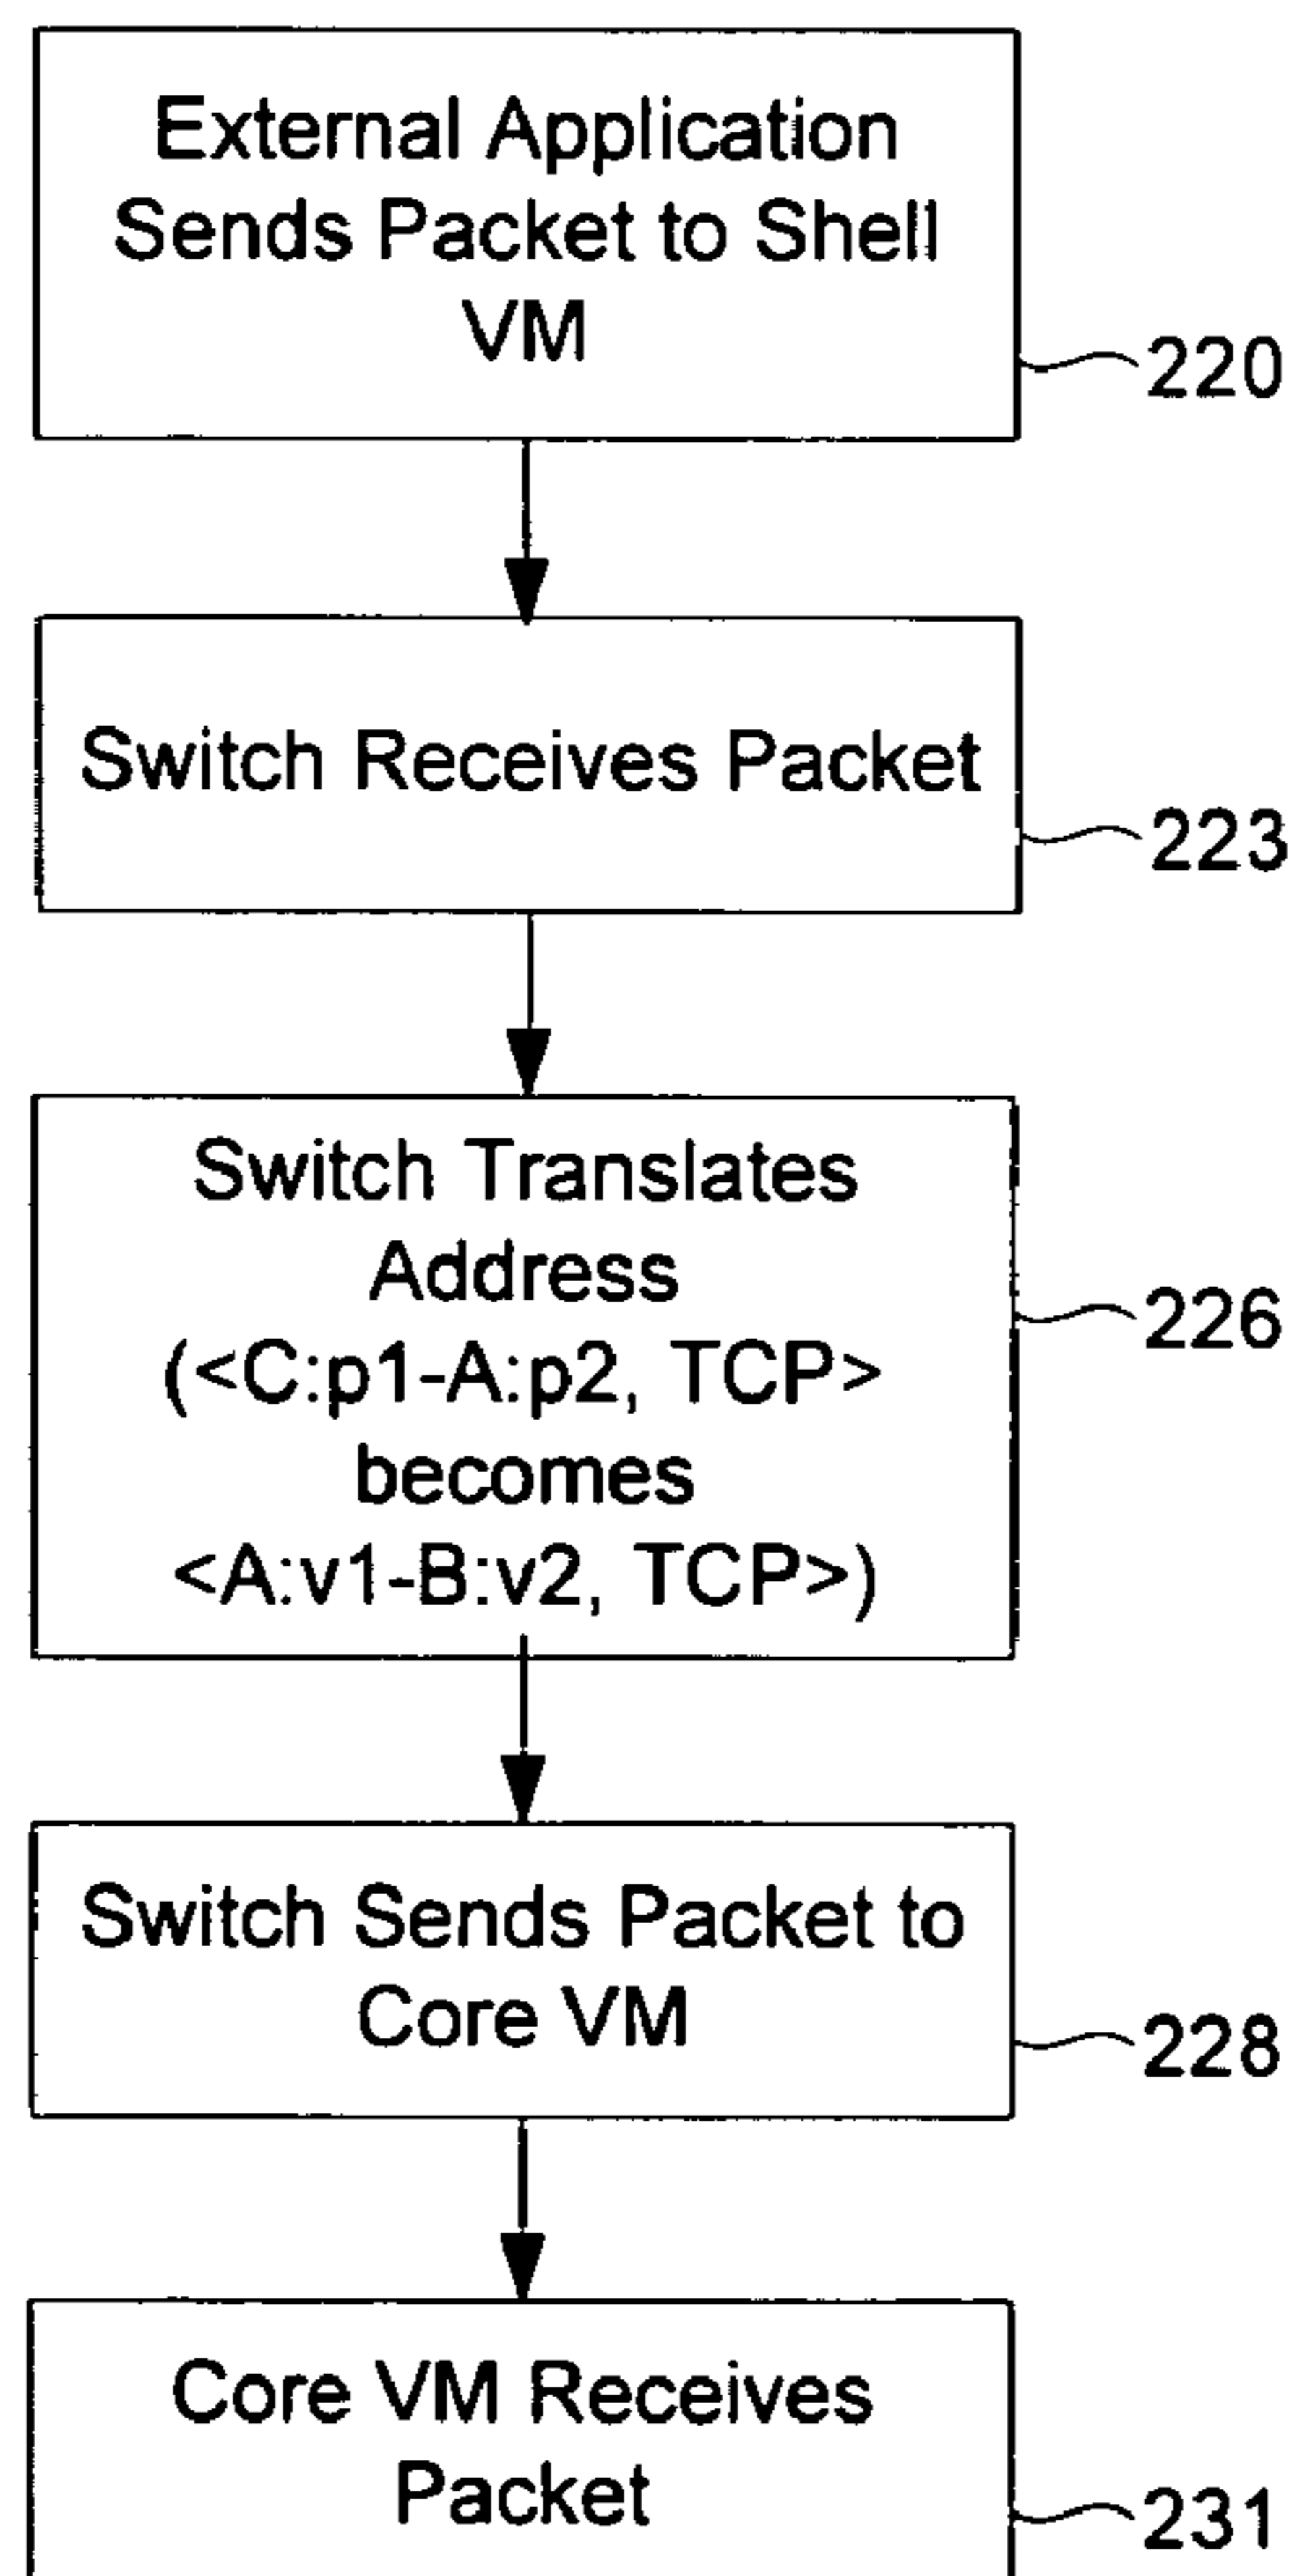 External Application
Sends Packet to Shell
VM
220
Switch Receives Packet
223
Switch Translates
Address
(<C:p1-A:p2, TCP>
becomes
<A:v1-B:v2, TCP>)
226
Switch Sends Packet to
Core VM
228
Core VM Receives
Packet
231